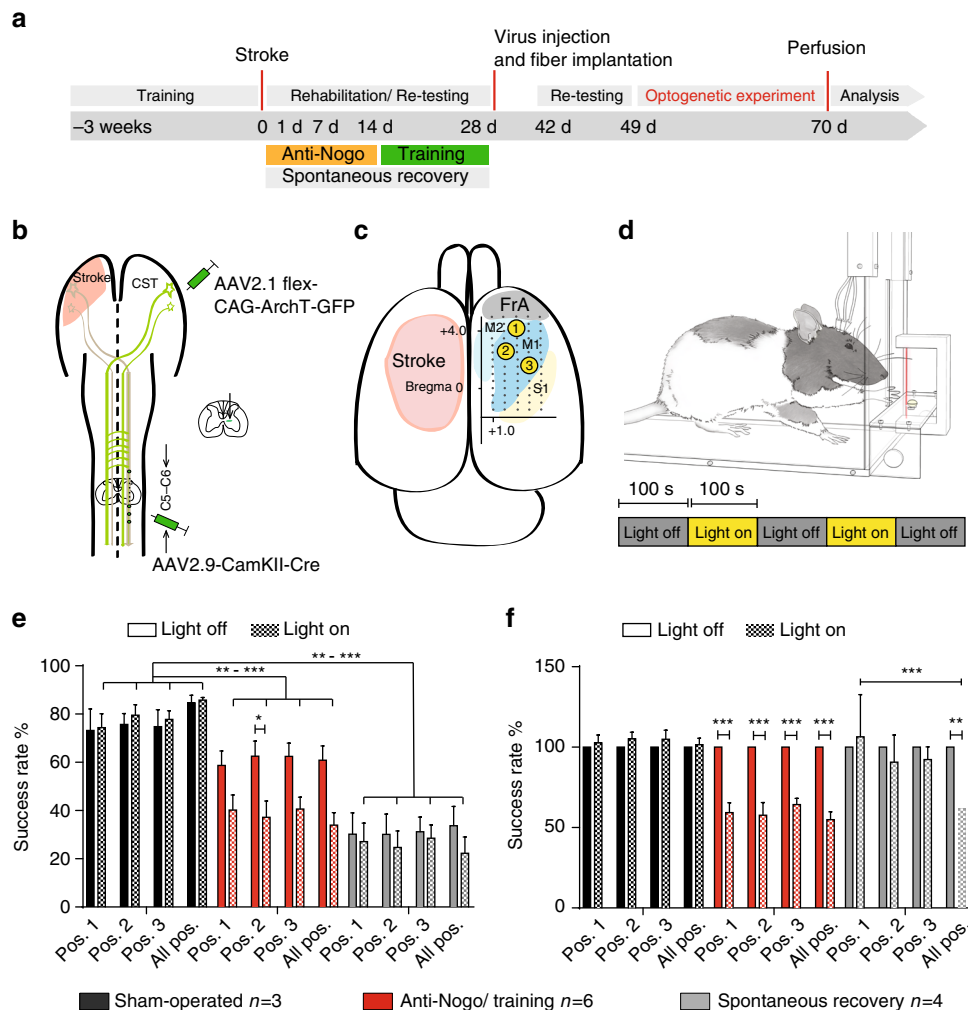 a
Stroke
Virus injection
and fiber implantation
Perfusion
Training
Rehabilitation/ Re-testing
Re-testing
Optogenetic experiment
Analysis
–3 weeks
0 1 d 7 d 14 d 28 d 42 d 49 d 70 d
Anti-Nogo
Training
Spontaneous recovery
b
Stroke
CST
AAV2.1 flex-
CAG-ArchT-GFP
C5–C6
AAV2.9-CamKII-Cre
c
FrA
+4.0
M2
1
M1
2
3
Stroke
Bregma 0
S1
+1.0
d
100 s 100 s
Light off Light on Light off Light on Light off
e
Light off Light on
** - ***
** - ***
*
Success rate %
100
80
60
40
20
0
Pos. 1 Pos. 2 Pos. 3 All pos. Pos. 1 Pos. 2 Pos. 3 All pos. Pos. 1 Pos. 2 Pos. 3 All pos.
f
Light off Light on
***
*** *** *** *** **
Success rate %
150
100
50
0
Pos. 1 Pos. 2 Pos. 3 All pos. Pos. 1 Pos. 2 Pos. 3 All pos. Pos. 1 Pos. 2 Pos. 3 All pos.
Sham-operated n=3
Anti-Nogo/ training n=6
Spontaneous recovery n=4